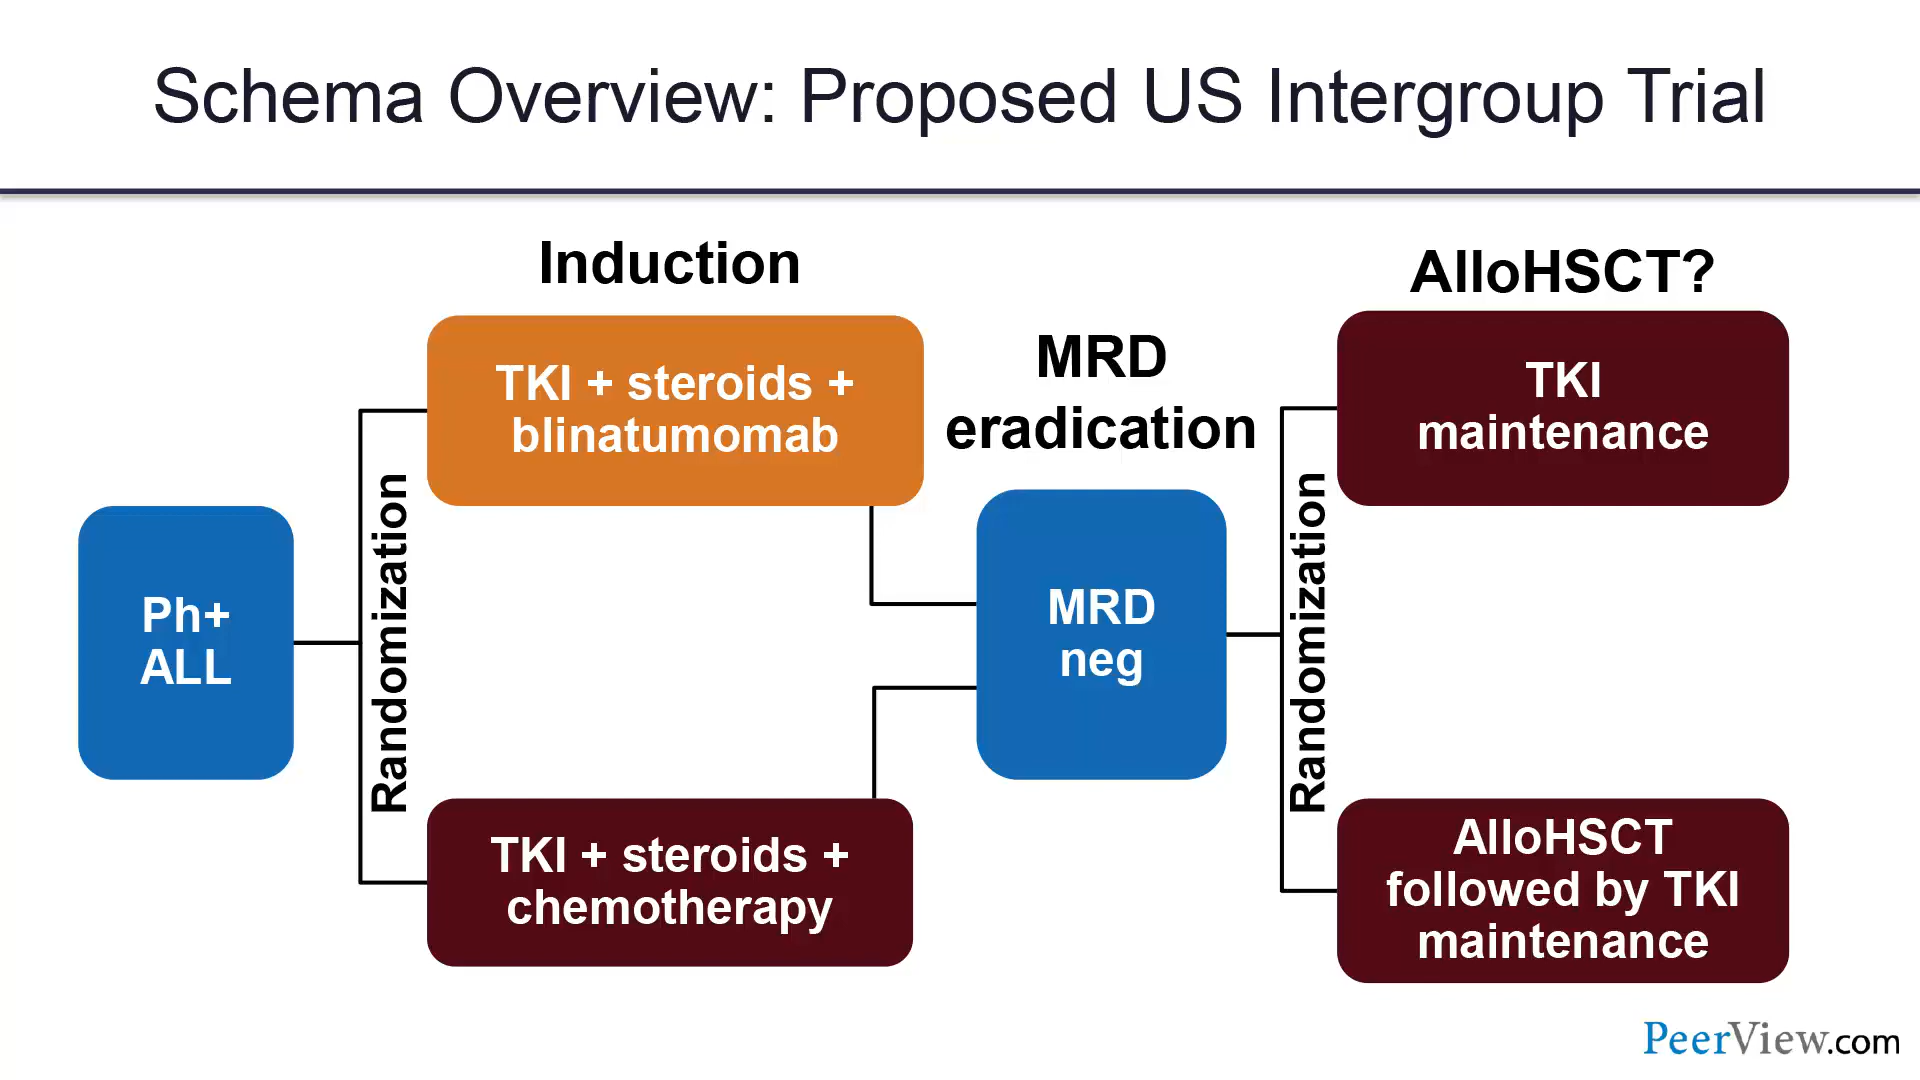 Schema Overview: Proposed US Intergroup Trial
Induction
AlloHSCT?
MRD
eradication
Ph+
ALL
Randomization
TKI + steroids +
blinatumomab
TKI + steroids +
chemotherapy
MRD
neg
Randomization
TKI
maintenance
AlloHSCT
followed by TKI
maintenance
PeerView.com